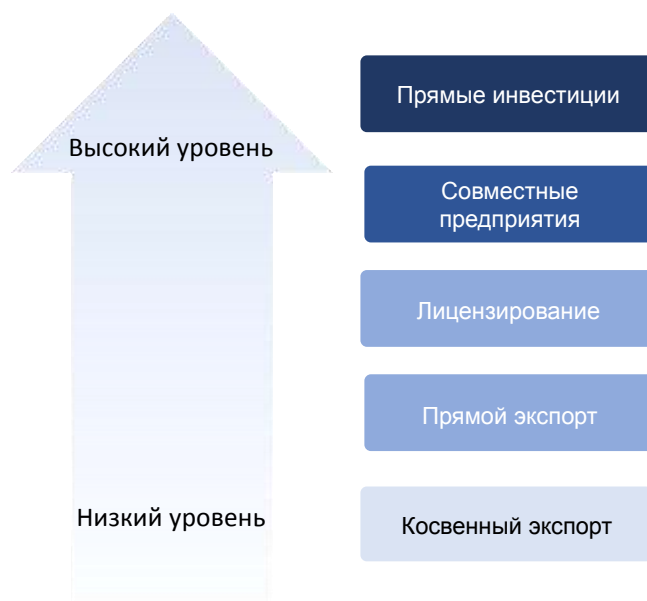 Прямые инвестиции
Высокий уровень
Совместные
предприятия
Лицензирование
Прямой экспорт
Низкий уровень
Косвенный экспорт